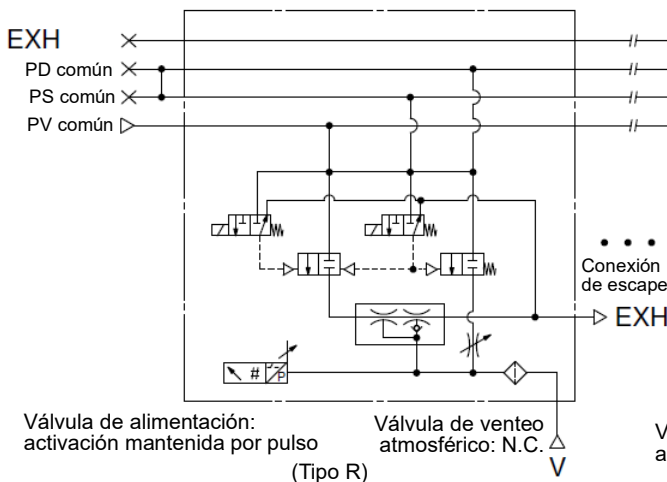 EXH
PD común
PS común
PV común
Conexión
de escape
EXH
# P
Válvula de alimentación:
activación mantenida por pulso
Válvula de venteo
atmosférico: N.C.
(Tipo R)
V
V
a